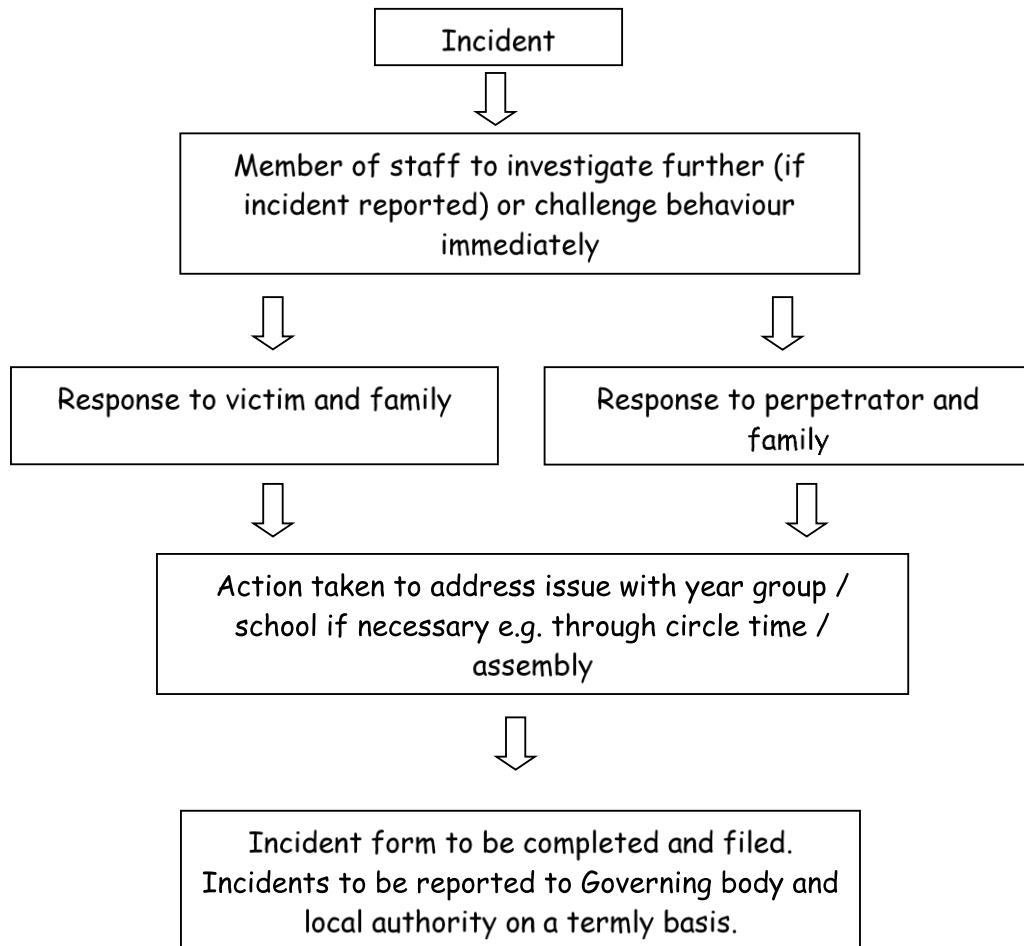 Incident
Member of staff to investigate further (if
incident reported) or challenge behaviour
immediately
Response to victim and family
Response to perpetrator and
family
Action taken to address issue with year group /
school if necessary e.g. through circle time /
assembly
Incident form to be completed and filed.
Incidents to be reported to Governing body and
local authority on a termly basis.